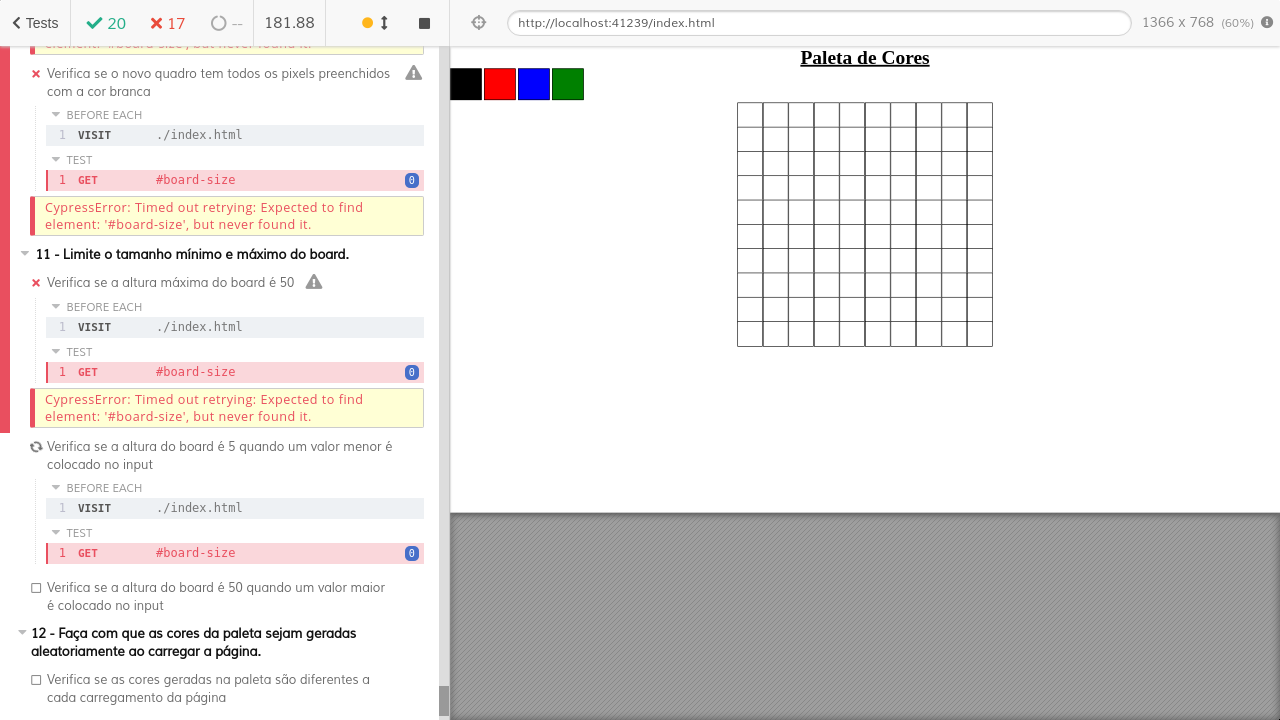 Tests
20
17
--
181.88
http://localhost:41239/index.html
1366 x 768 (60%)
element: '#board-size', but never found it.
Verifica se o novo quadro tem todos os pixels preenchidos
com a cor branca
BEFORE EACH
1 VISIT ./index.html
TEST
1 GET #board-size 0
CypressError: Timed out retrying: Expected to find
element: '#board-size', but never found it.
11 - Limite o tamanho mínimo e máximo do board.
Verifica se a altura máxima do board é 50
BEFORE EACH
1 VISIT ./index.html
TEST
1 GET #board-size 0
CypressError: Timed out retrying: Expected to find
element: '#board-size', but never found it.
Verifica se a altura do board é 5 quando um valor menor é
colocado no input
BEFORE EACH
1 VISIT ./index.html
TEST
1 GET #board-size 0
Verifica se a altura do board é 50 quando um valor maior
é colocado no input
12 - Faça com que as cores da paleta sejam geradas
aleatoriamente ao carregar a página.
Verifica se as cores geradas na paleta são diferentes a
cada carregamento da página
Paleta de Cores